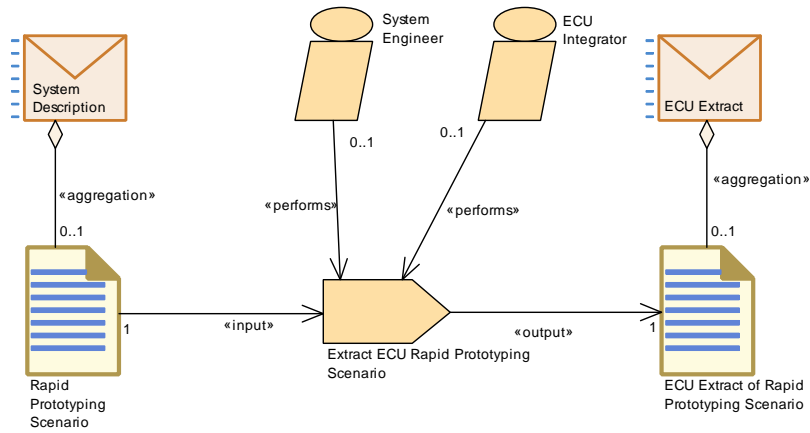 System
Engineer
ECU
Integrator
System
Description
ECU Extract
0..1
0..1
«aggregation»
«aggregation»
«performs»
«performs»
0..1
0..1
1
«input»
«output»
1
Extract ECU Rapid Prototyping
Scenario
Rapid
Prototyping
Scenario
ECU Extract of Rapid
Prototyping Scenario